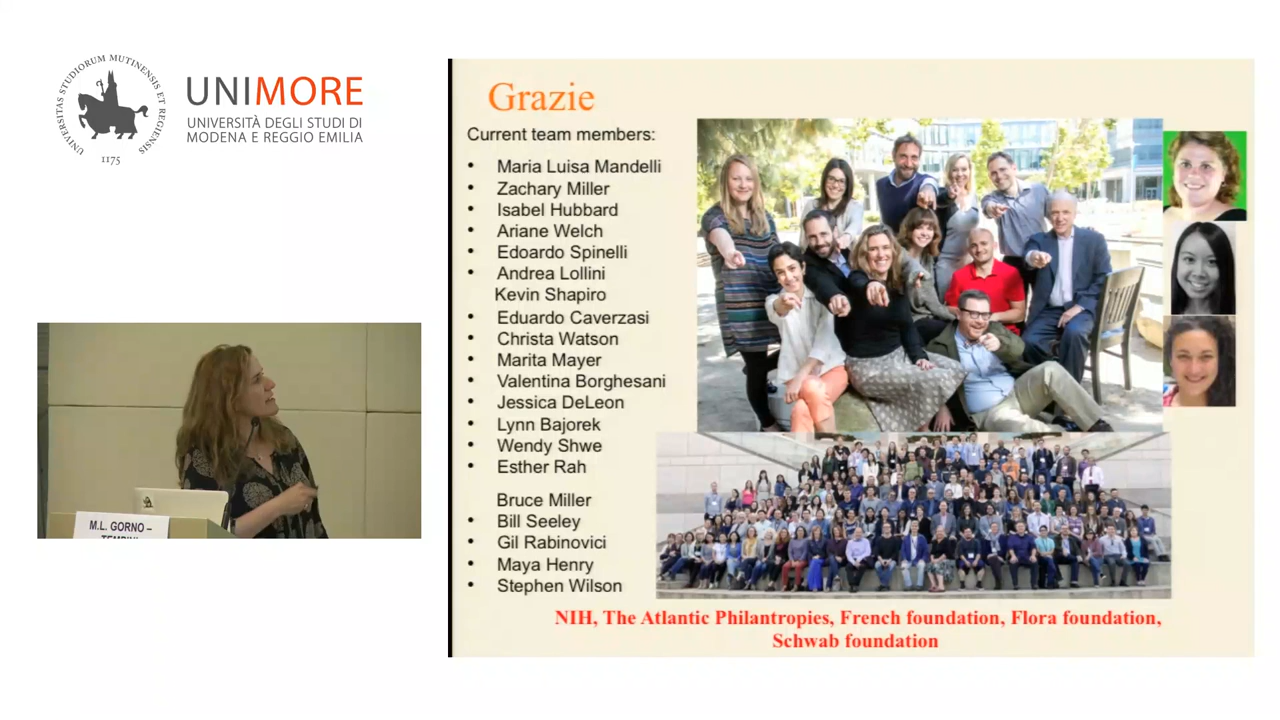 UNIVERSITAS STUDIORUM MUTINENSIS ET REGIENSIS
1175
UNIMORE
UNIVERSITÀ DEGLI STUDI DI
MODENA E REGGIO EMILIA
M.L. GORNO –
TEMPINI
Grazie
Current team members:
• Maria Luisa Mandelli
• Zachary Miller
• Isabel Hubbard
• Ariane Welch
• Edoardo Spinelli
• Andrea Lollini
Kevin Shapiro
• Eduardo Caverzasi
• Christa Watson
• Marita Mayer
• Valentina Borghesani
• Jessica DeLeon
• Lynn Bajorek
• Wendy Shwe
• Esther Rah
Bruce Miller
• Bill Seeley
• Gil Rabinovici
• Maya Henry
• Stephen Wilson
NIH, The Atlantic Philantropies, French foundation, Flora foundation,
Schwab foundation